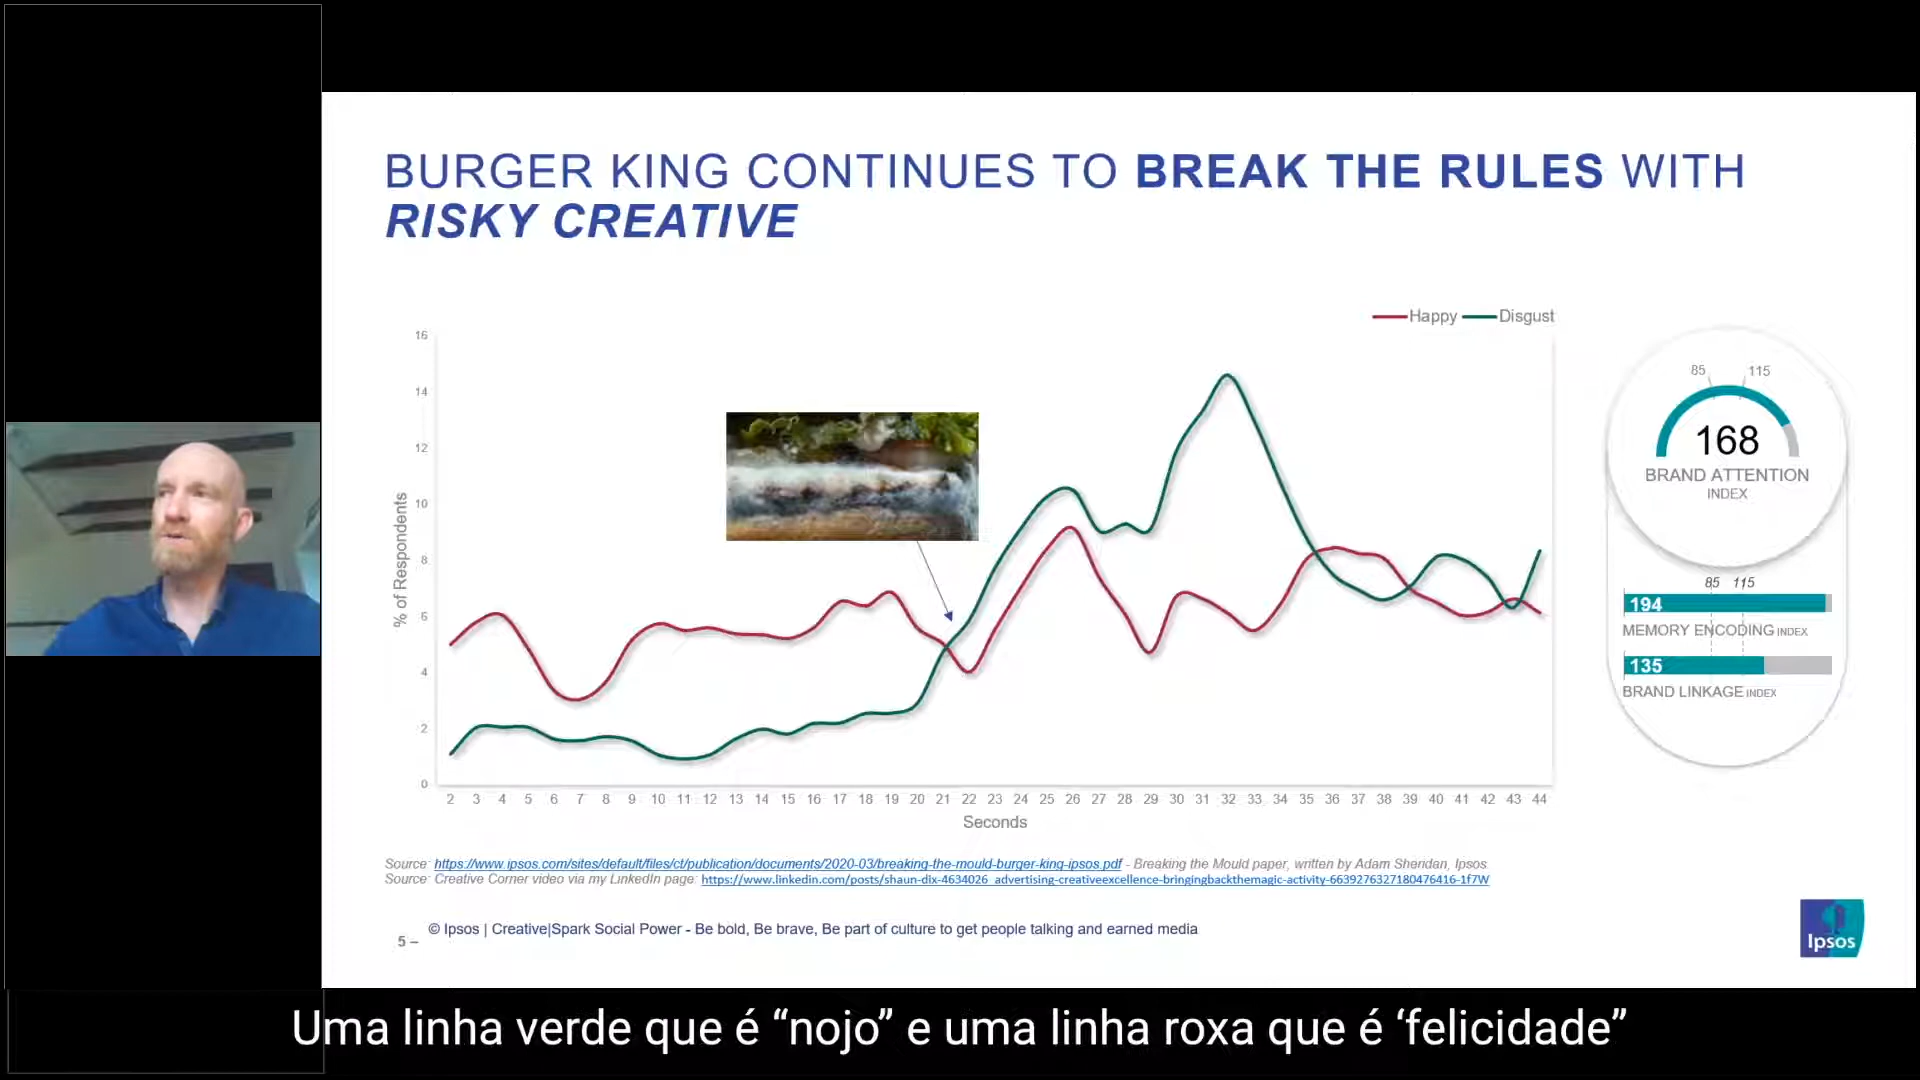 BURGER KING CONTINUES TO BREAK THE RULES WITH
RISKY CREATIVE
Happy Disgust
16
14
12
10
8
6
4
2
0
% of Respondents
2 3 4 5 6 7 8 9 10 11 12 13 14 15 16 17 18 19 20 21 22 23 24 25 26 27 28 29 30 31 32 33 34 35 36 37 38 39 40 41 42 43 44
Seconds
85 115
168
BRAND ATTENTION
INDEX
85 115
194
MEMORY ENCODING INDEX
135
BRAND LINKAGE INDEX
Source: https://www.ipsos.com/sites/default/files/ct/publication/documents/2020-03/breaking-the-mould-burger-king-ipsos.pdf - Breaking the Mould paper, written by Adam Sheridan, Ipsos
Source: Creative Corner video via my LinkedIn page: https://www.linkedin.com/posts/shaun-dix-4634026_advertising-creativeexcellence-bringingbackthemagic-activity-6639276327180476416-1f7W
5 –
© Ipsos | Creative|Spark Social Power - Be bold, Be brave, Be part of culture to get people talking and earned media
Ipsos
Uma linha verde que é “nojo” e uma linha roxa que é ‘felicidade”